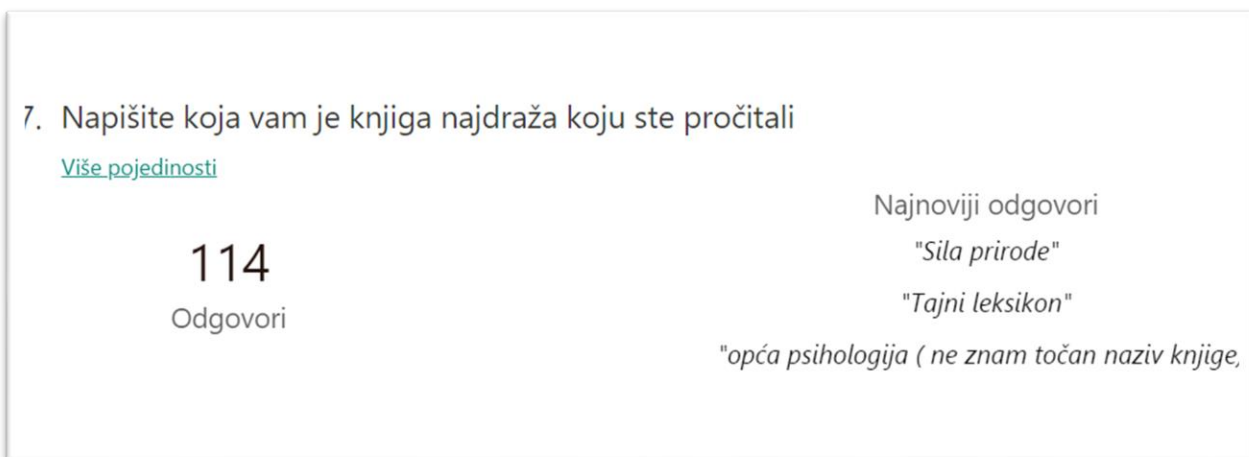 7. Napišite koja vam je knjiga najdraža koju ste pročitali
Više pojedinosti
114
Odgovori
Najnoviji odgovori
"Sila prirode"
"Tajni leksikon"
"opća psihologija ( ne znam točan naziv knjige,